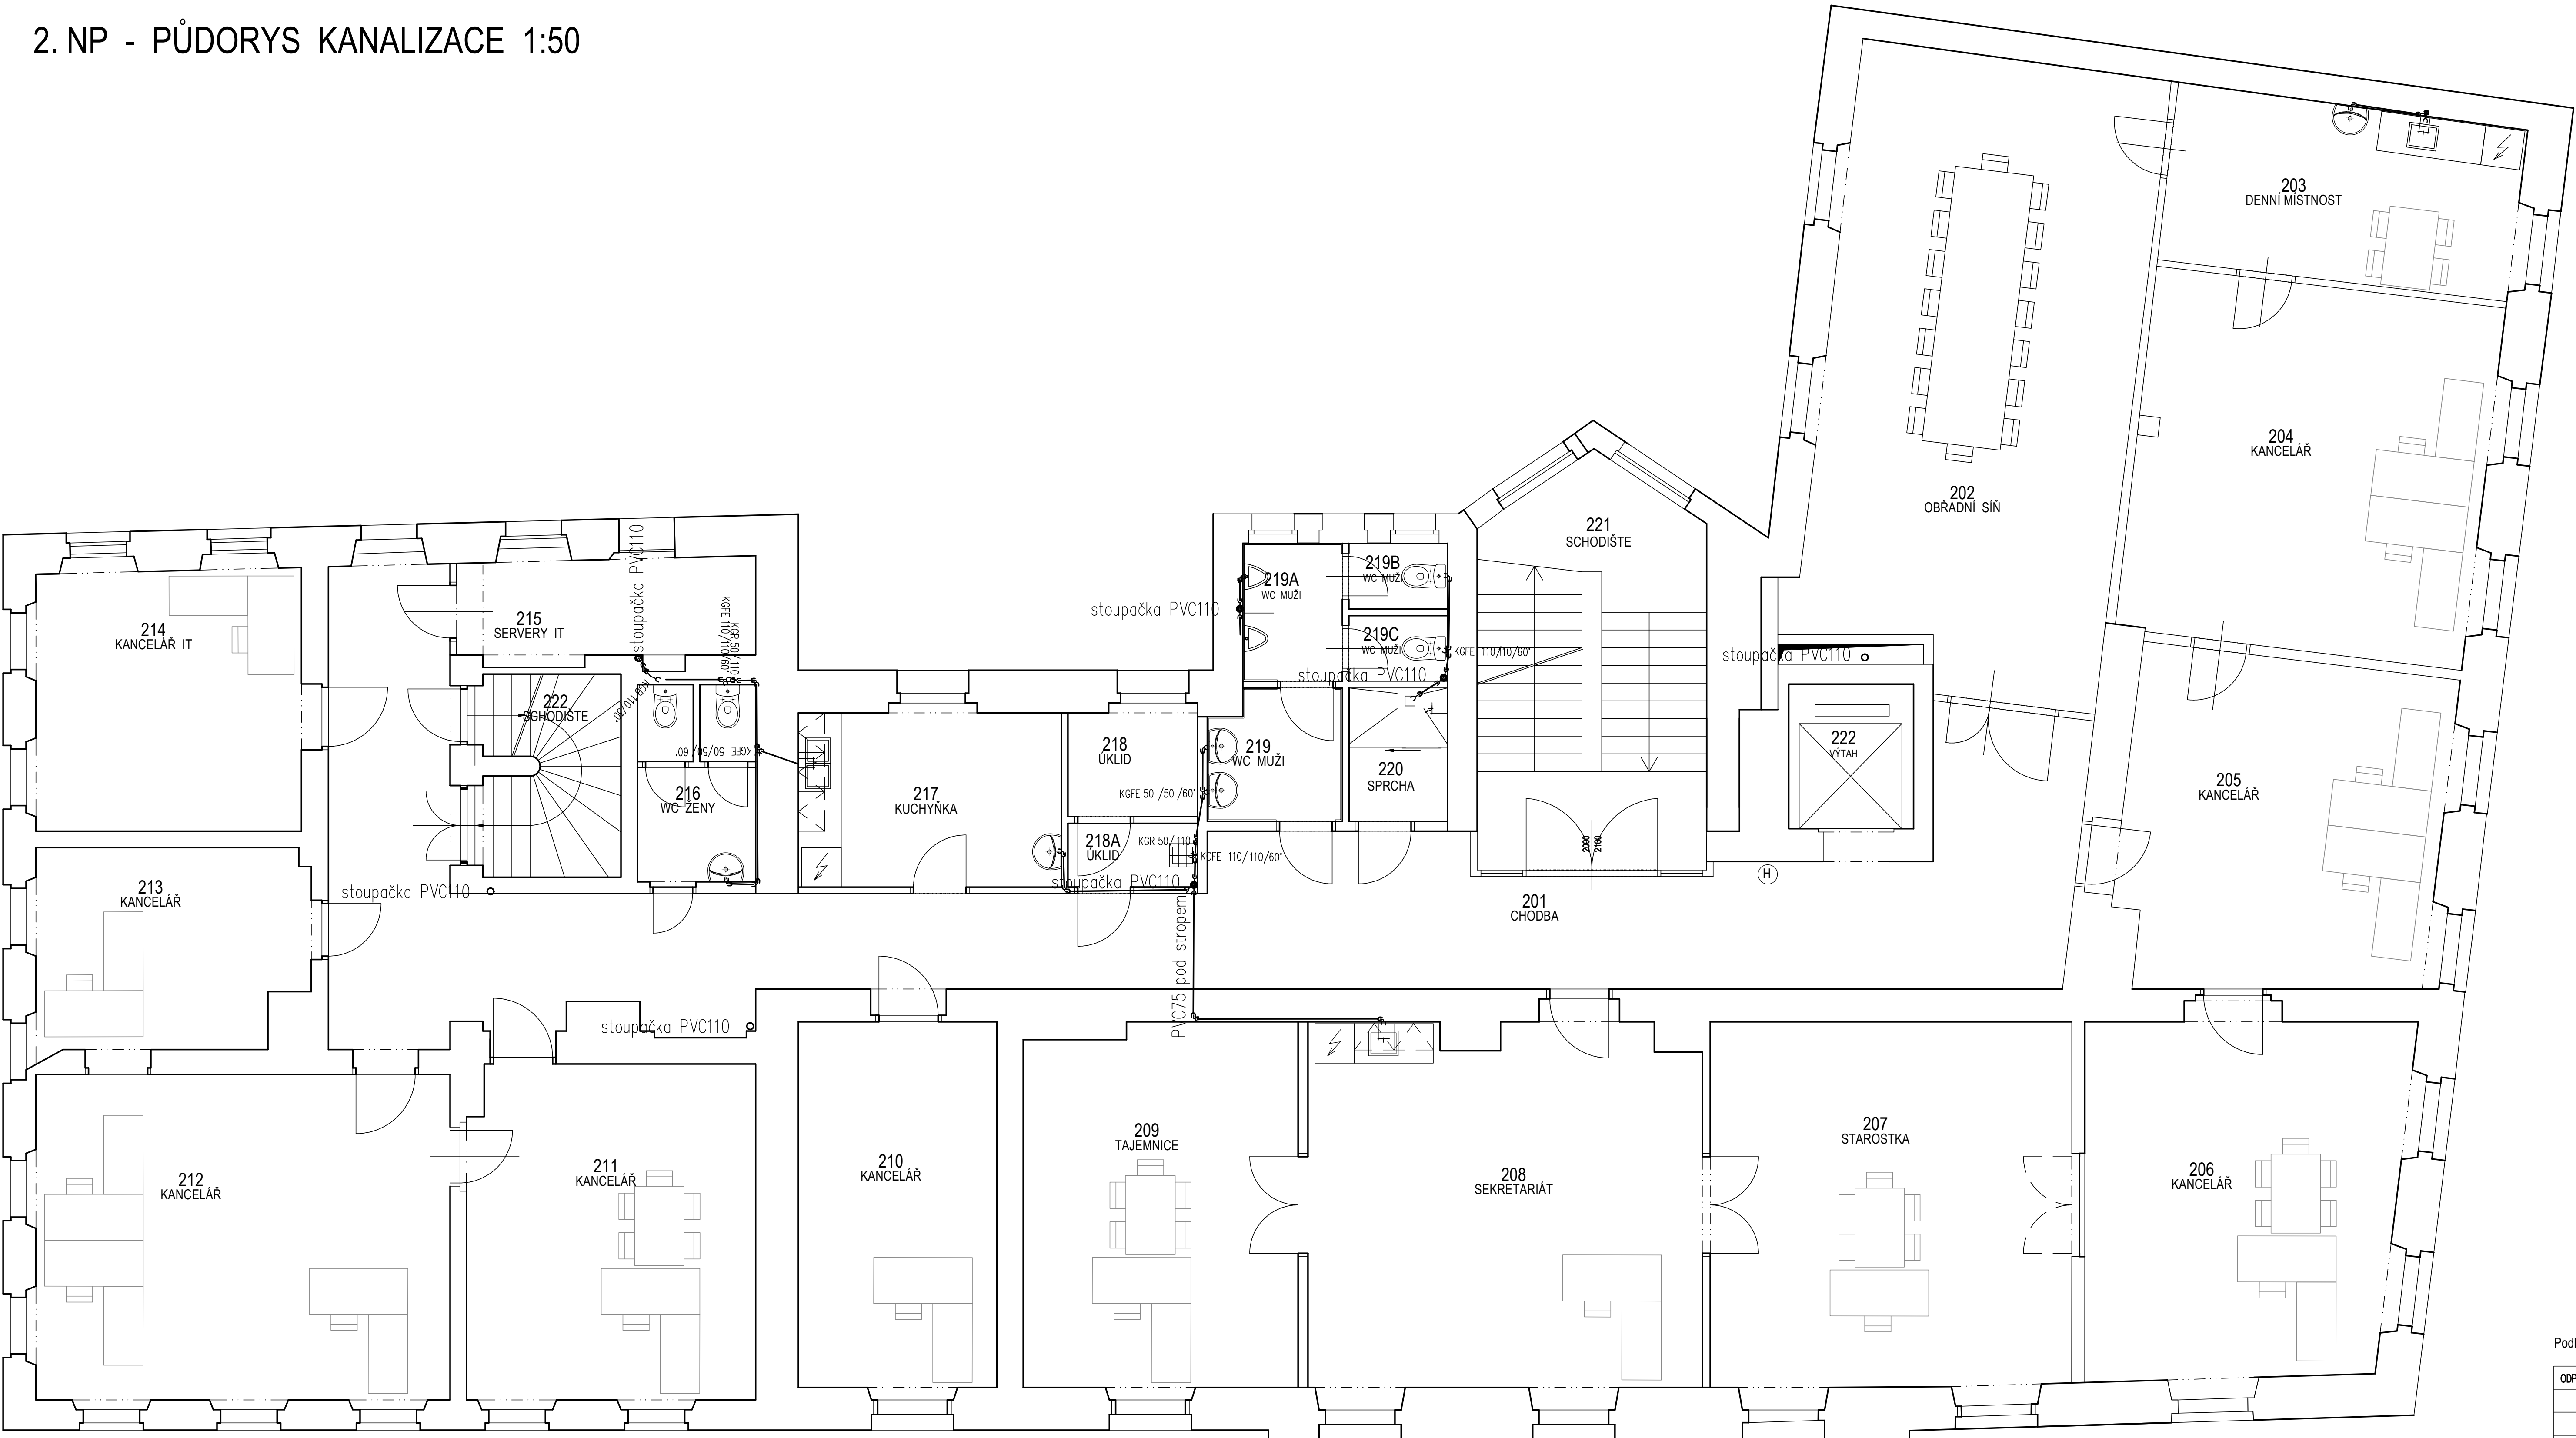 2. NP - PŮDORYS KANALIZACE 1:50
203
DENNÍ MÍSTNOST
204
KANCELÁŘ
202
OBŘADNÍ SÍŇ
221
SCHODIŠTE
219B
WC MUŽI
219A
WC MUŽI
219C
WC MUŽI
stoupačka PVC110
stoupačka PVC110
KGFE 110/110/60°
stoupačka PVC110
stoupačka PVC110
KGFE 110/110/60°
KGR 50/110
214
KANCELÁŘ IT
215
SERVERY IT
222
SCHODIŠTE
KGFE 50/50/60°
216
WC ŽENY
217
KUCHYŇKA
218
ÚKLID
219
WC MUŽI
220
SPRCHA
KGFE 50 /50 /60°
218A
ÚKLID
KGR 50/110
KGFE 110/110/60°
stoupačka PVC110
222
VÝTAH
205
KANCELÁŘ
2080
2160
H
213
KANCELÁŘ
stoupačka PVC110
201
CHODBA
PVC75 pod stropem
stoupačka PVC110
212
KANCELÁŘ
211
KANCELÁŘ
210
KANCELÁŘ
209
TAJEMNICE
208
SEKRETARIÁT
207
STAROSTKA
206
KANCELÁŘ
Podl
ODP